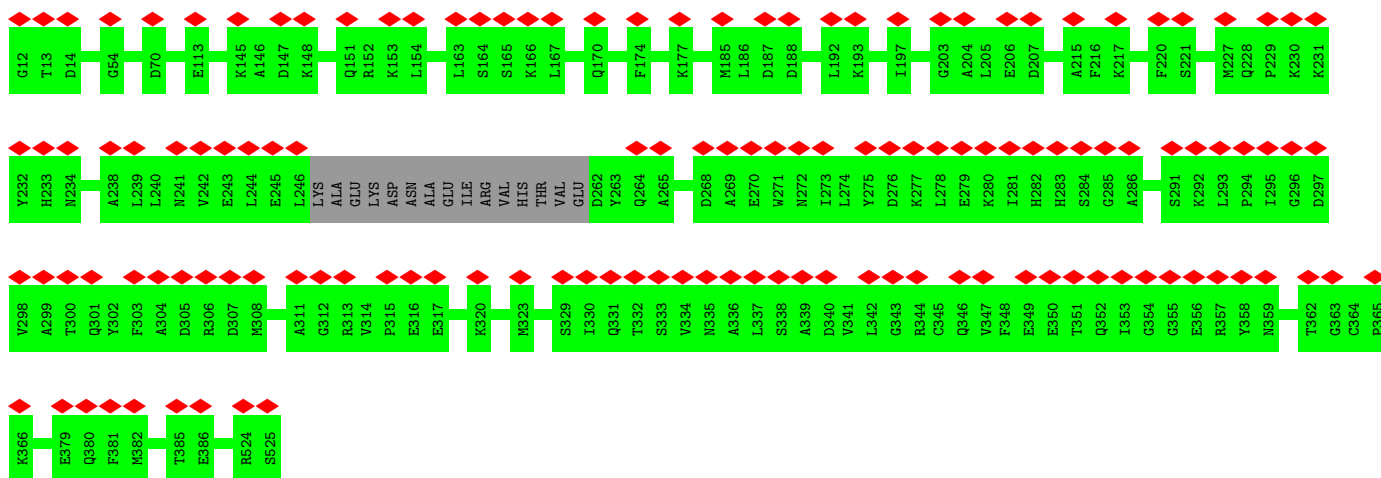 G12 T13 D14 G54 D70 E113 K145 A146 D147 K148 Q151 R152 K153 L154 L163 S164 S165 K166 L167 Q170 F174 K177 M185 L186 D187 D188 L192 K193 I197 G203 A204 L205 E206 D207 A215 F216 K217 F220 S221 M227 Q228 P229 K230 K231
Y232 H233 N234 A238 L239 L240 N241 V242 E243 L244 E245 L246 LYS ALA GLU LYS ASP ASN ALA GLU ILE ARG VAL HIS THR VAL GLU D262 Y263 Q264 A265 D268 A269 E270 W271 N272 I273 L274 Y275 D276 K277 L278 E279 K280 I281 H282 H283 S284 G285 A286 S291 K292 L293 P294 I295 G296 D297
V298 A299 T300 Q301 Y302 F303 A304 D305 R306 D307 M308 A311 G312 R313 V314 P315 E316 E317 K320 M323 S329 I330 Q331 T332 S333 V334 N335 A336 L337 S338 A339 D340 V341 L342 G343 R344 C345 Q346 V347 F348 E349 E350 T351 Q352 I353 G354 G355 E356 R357 Y358 N359 T362 G363 C364 P365
K366 E379 Q380 F381 M382 T385 E386 R524 S525